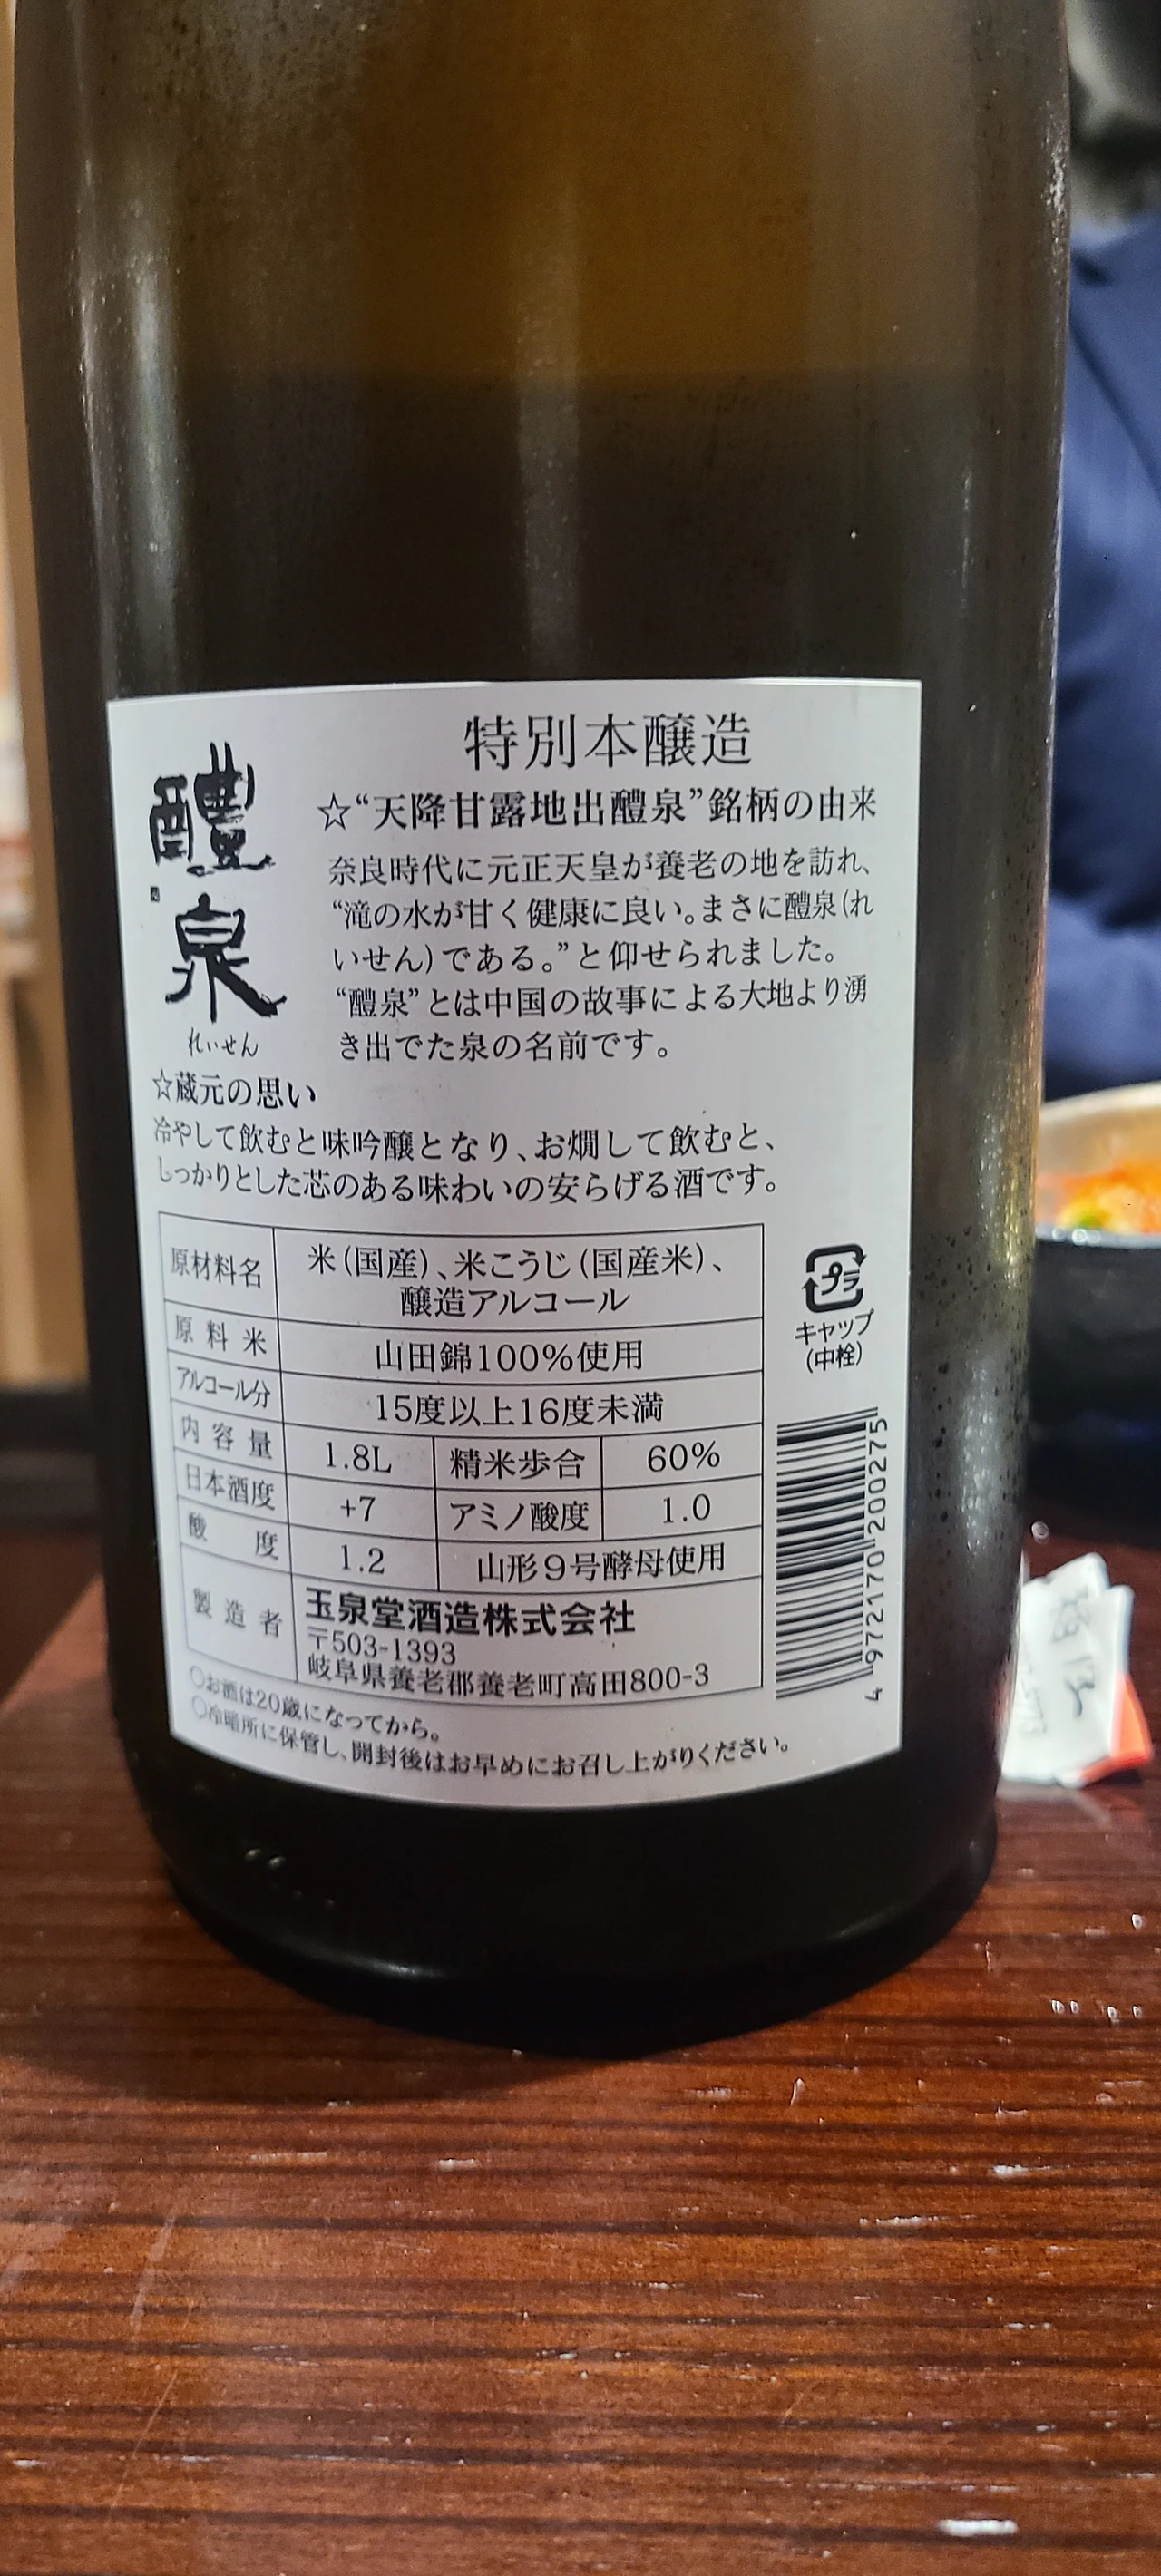 特別本醸造
醴泉
れいせん
☆“天降甘露地出醴泉”銘柄の由来
奈良時代に元正天皇が養老の地を訪れ、
“滝の水が甘く健康に良い。まさに醴泉(れ
いせん)である。”と仰せられました。
“醴泉”とは中国の故事による大地より湧
き出でた泉の名前です。
☆蔵元の思い
冷やして飲むと味吟醸となり、お燗して飲むと、
しっかりとした芯のある味わいの安らげる酒です。
原材料名 米(国産)、米こうじ(国産米)、
醸造アルコール
原料米 山田錦100%使用
アルコール分 15度以上16度未満
内容量 1.8L 精米歩合 60%
日本酒度 +7 アミノ酸度 1.0
酸度 1.2 山形9号酵母使用
製造者 玉泉堂酒造株式会社
〒503-1393
岐阜県養老郡養老町高田800-3
プラ
キャップ
(中栓)
4972170200275
○お酒は20歳になってから。
○冷暗所に保管し、開封後はお早めにお召し上がりください。